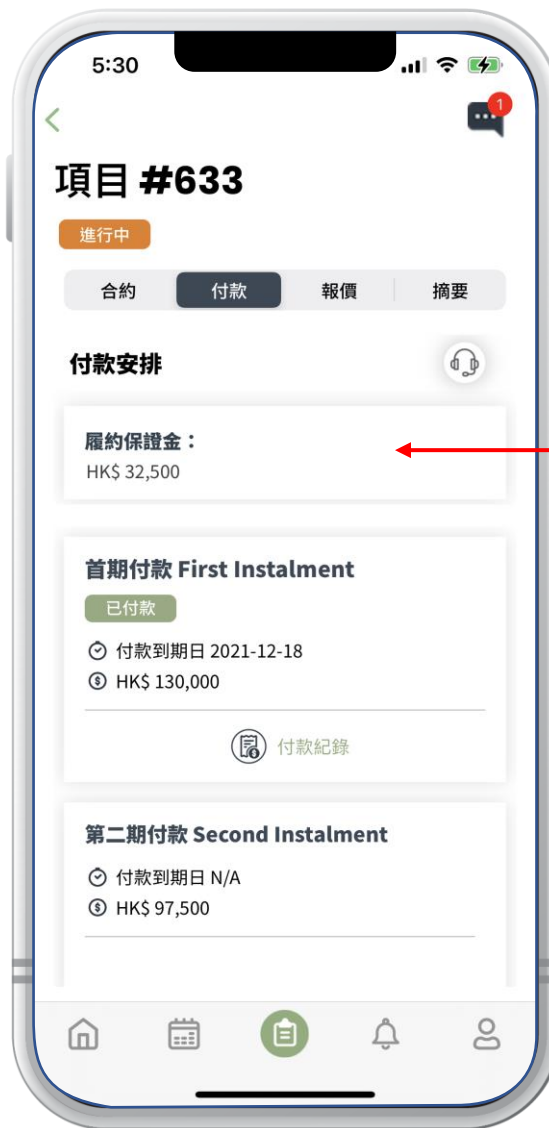 5:30
1
項目 #633
進行中
合約 付款 報價 摘要
付款安排
履約保證金：
HK$ 32,500
首期付款 First Instalment
已付款
付款到期日 2021-12-18
HK$ 130,000
付款紀錄
第二期付款 Second Instalment
付款到期日 N/A
HK$ 97,500